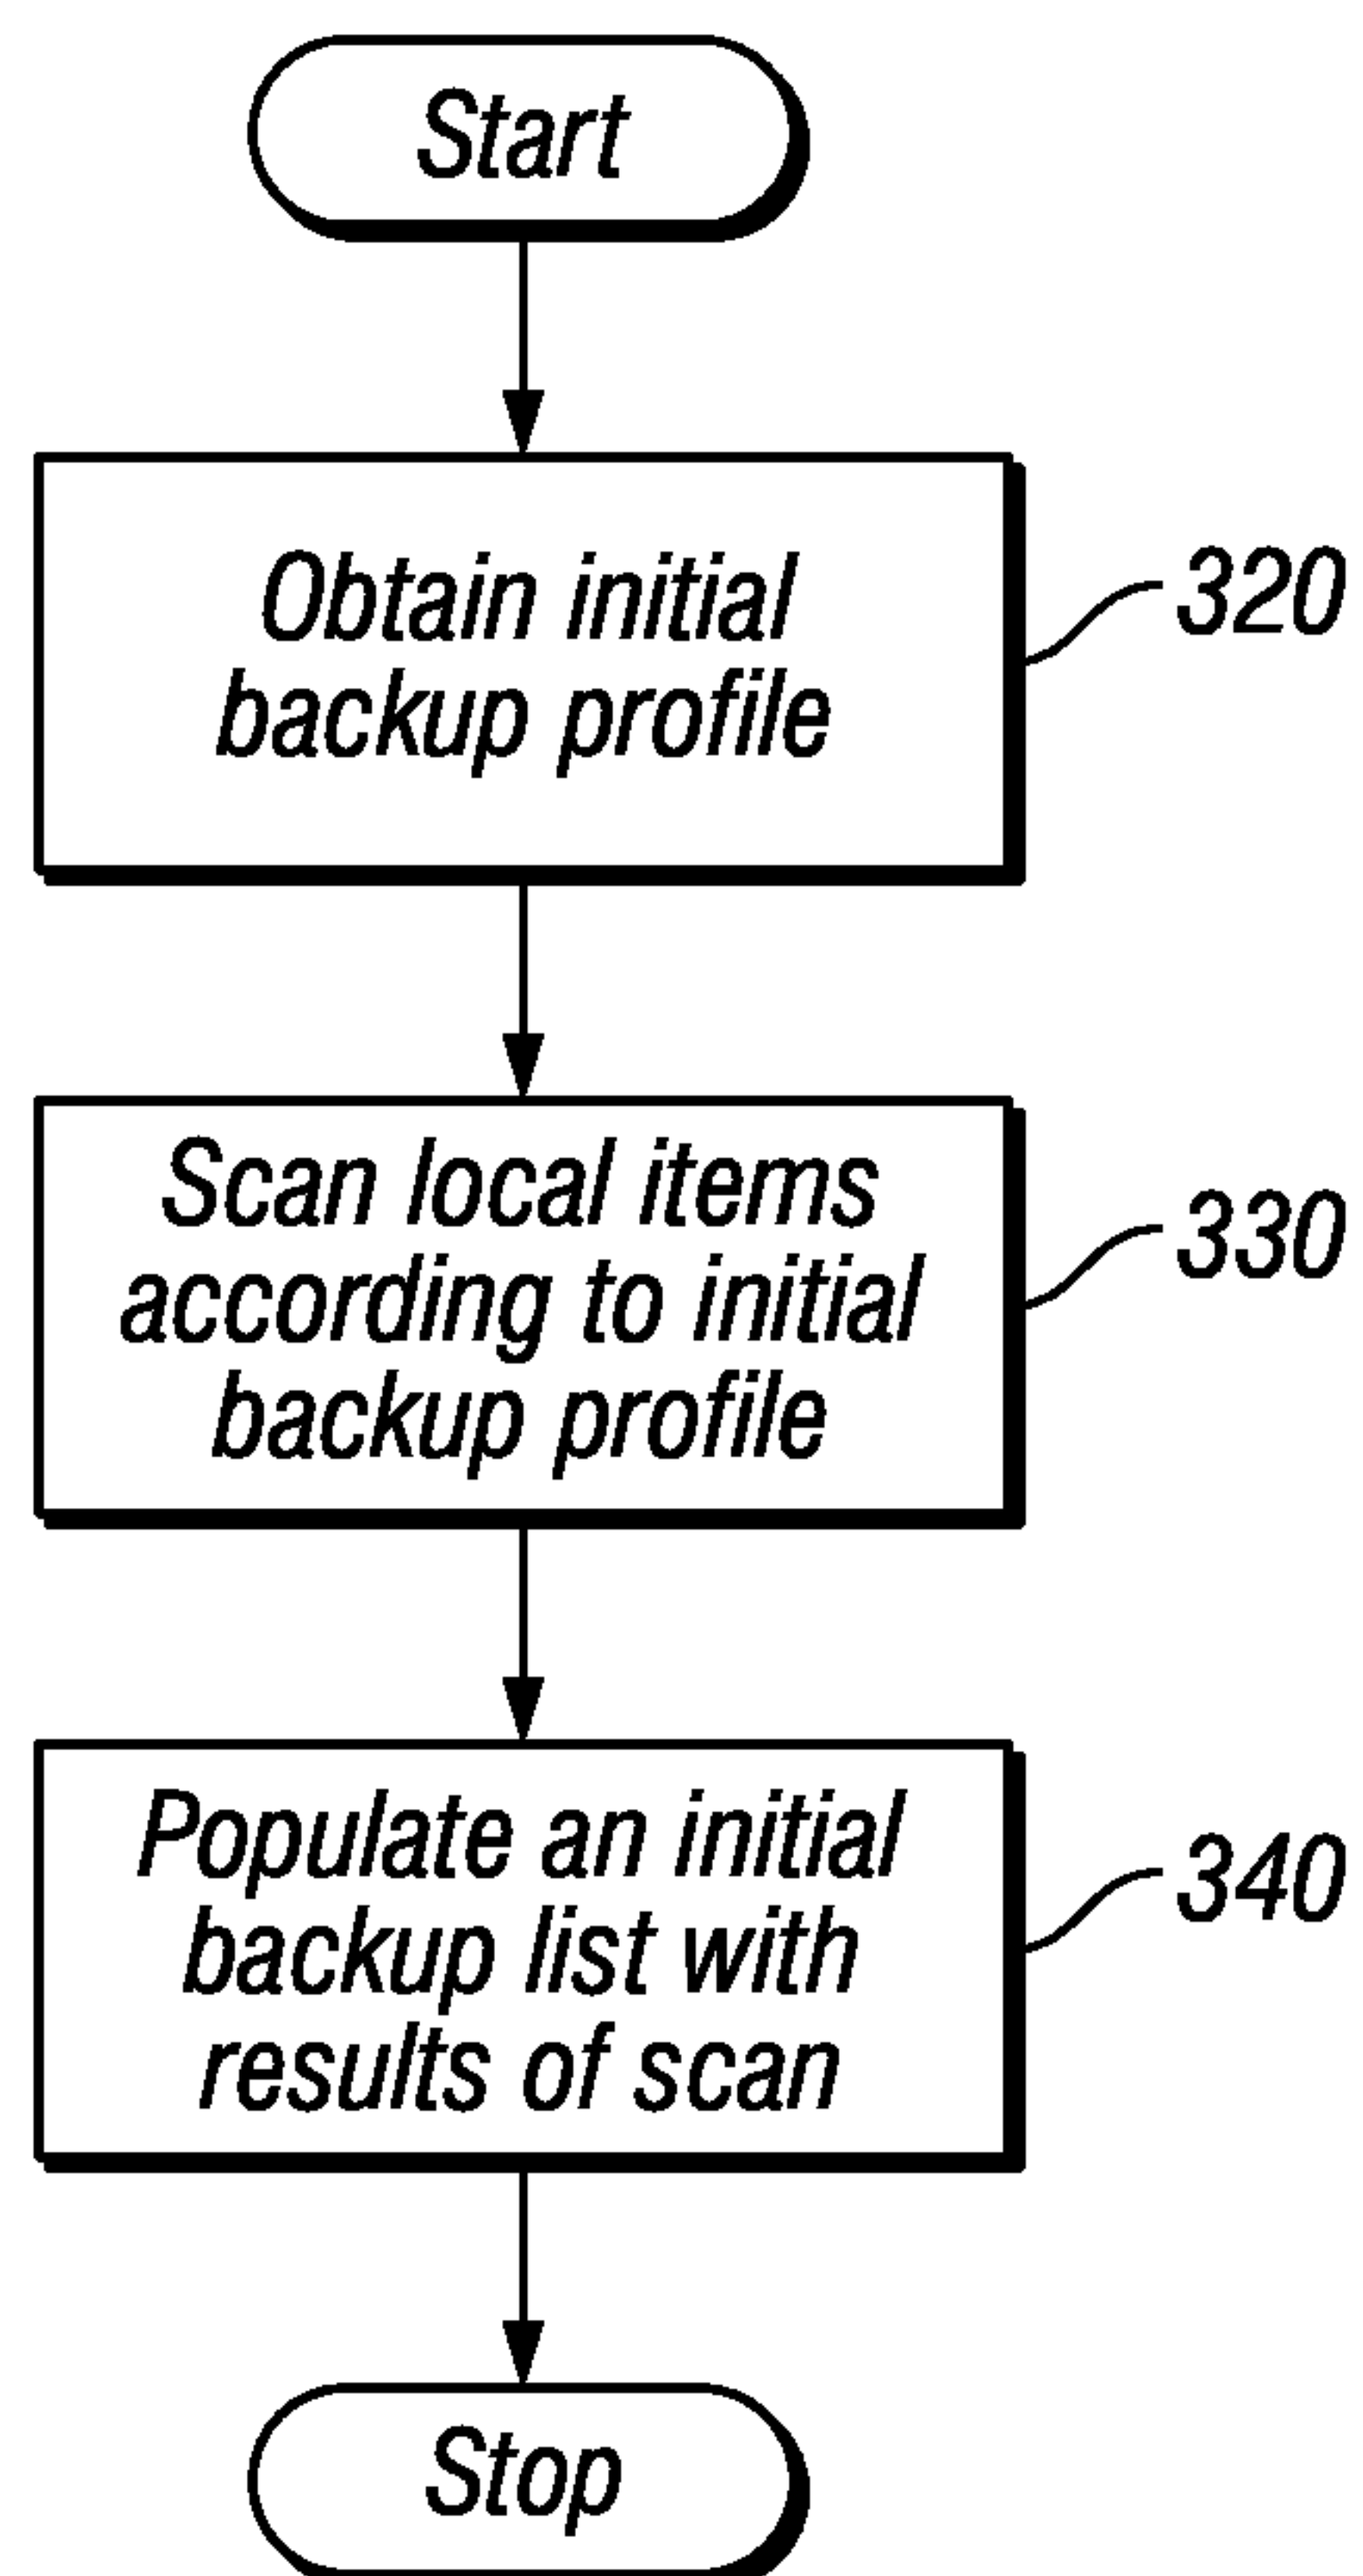 Start
Obtain initial
backup profile
320
Scan local items
according to initial
backup profile
330
Populate an initial
backup list with
results of scan
340
Stop